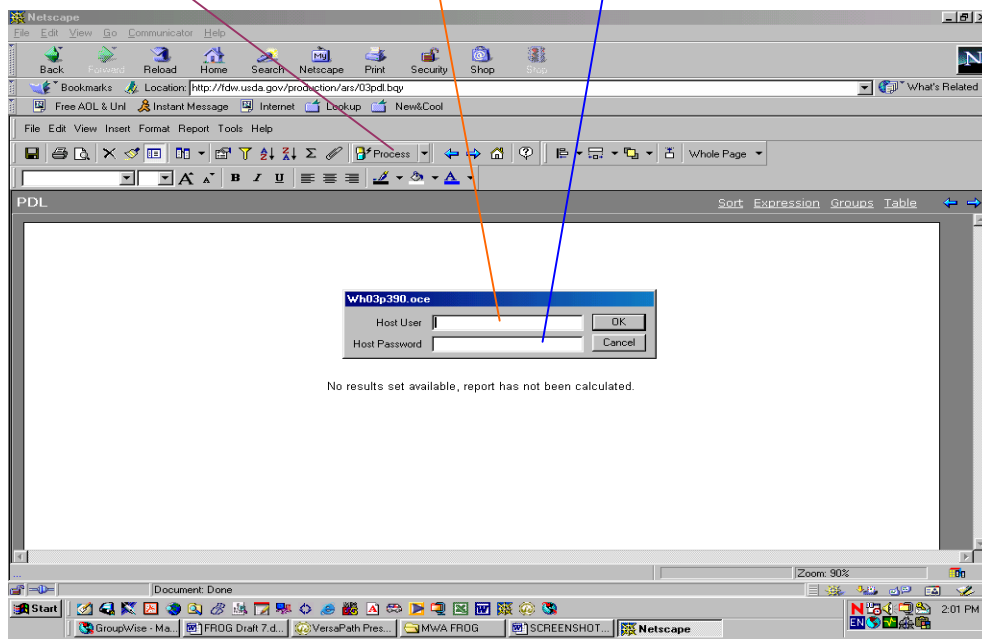 Netscape
File Edit View Go Communicator Help
Back Forward Reload Home Search Netscape Print Security Shop Stop
Bookmarks Location: http://fdw.usda.gov/production/ars/03pdl.bqy What's Related
Free AOL & Unl Instant Message Internet Lookup New&Cool
File Edit View Insert Format Report Tools Help
Process Whole Page
B I U
PDL Sort Expression Groups Table
Wh03p390.oce
Host User OK
Host Password Cancel
No results set available, report has not been calculated.
Zoom: 90%
Document: Done
Start 2:01 PM
EN
GroupWise - Ma... FROG Draft 7.d... VersaPath Pres... MWA FROG SCREENSHOT... Netscape